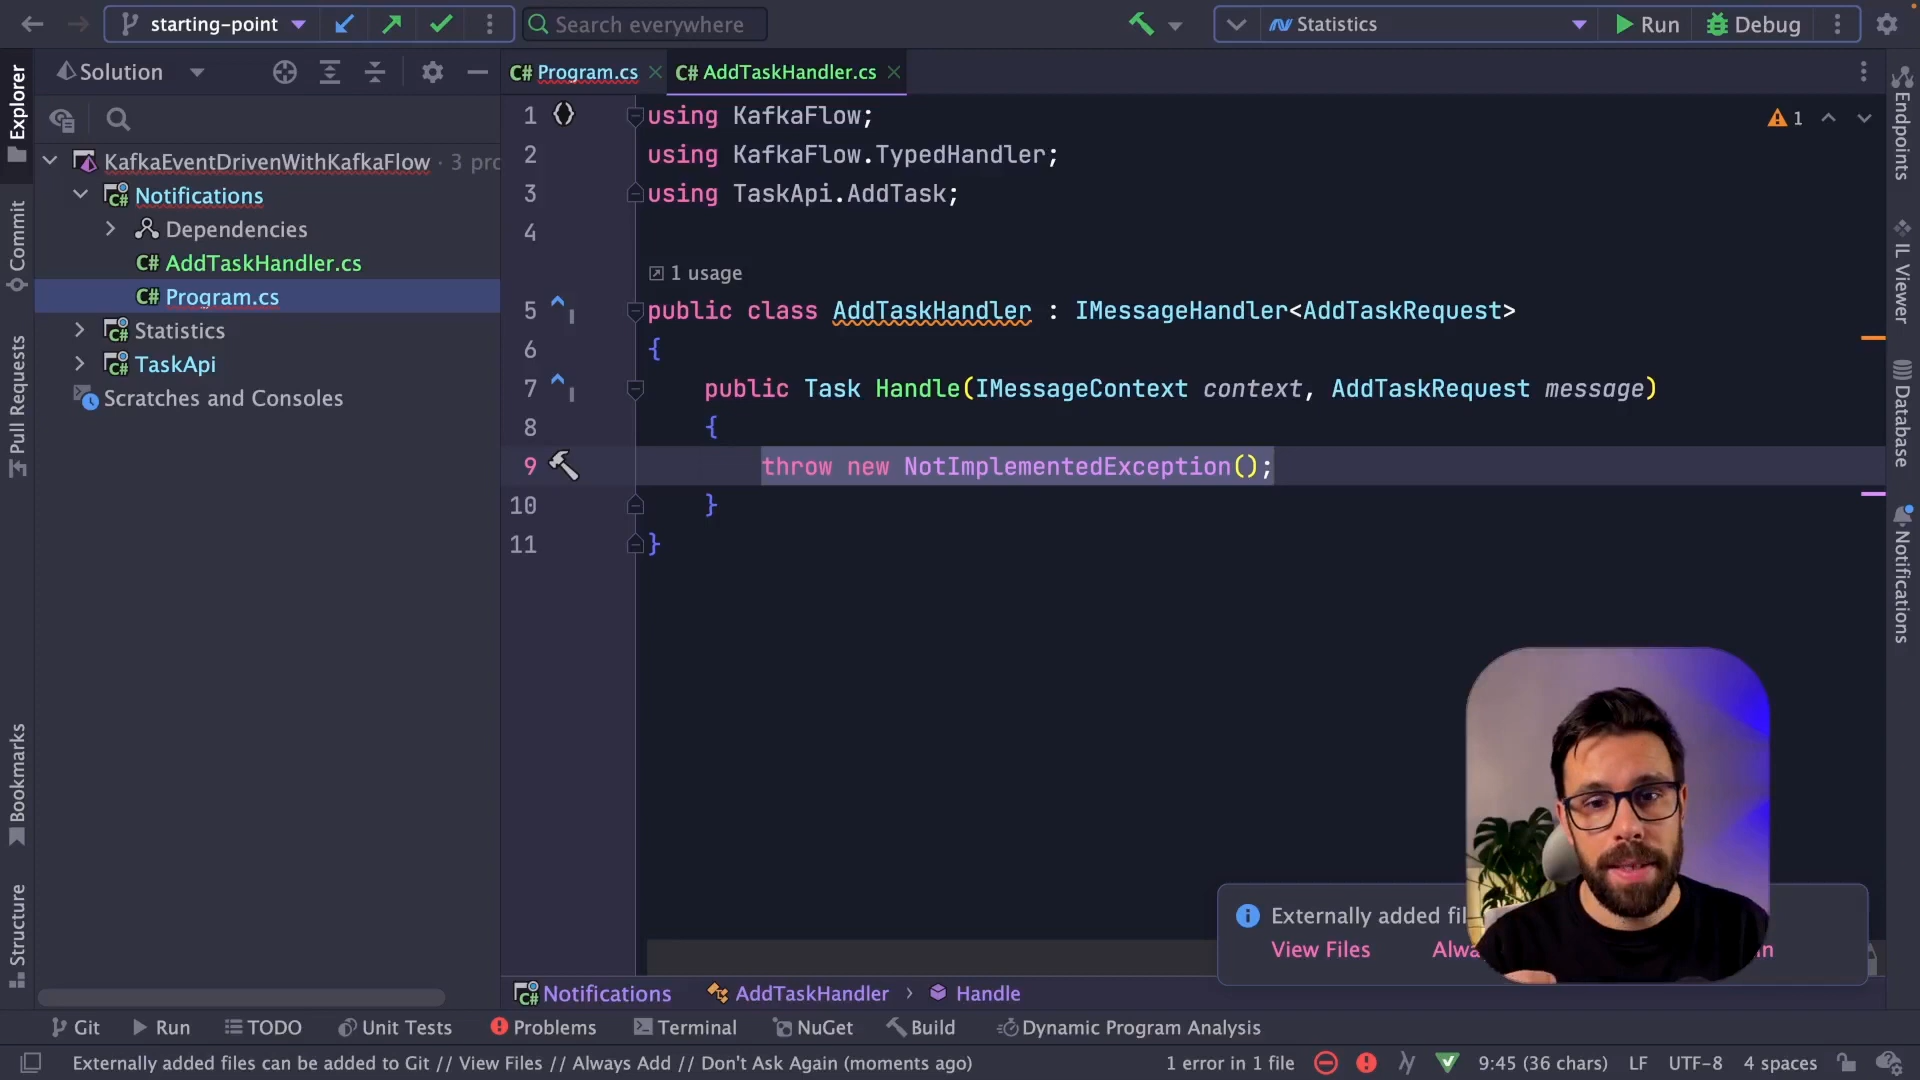 starting-point
Search everywhere
Statistics
Run
Debug
Solution
Program.cs
AddTaskHandler.cs
KafkaEventDrivenWithKafkaFlow · 3 pro
Notifications
Dependencies
AddTaskHandler.cs
Program.cs
Statistics
TaskApi
Scratches and Consoles
Explorer
Commit
Pull Requests
Bookmarks
Structure
1 using KafkaFlow;
2 using KafkaFlow.TypedHandler;
3 using TaskApi.AddTask;
4
1 usage
5 public class AddTaskHandler : IMessageHandler<AddTaskRequest>
6 {
7 public Task Handle(IMessageContext context, AddTaskRequest message)
8 {
9 throw new NotImplementedException();
10 }
11 }
1
Endpoints
IL Viewer
Database
Notifications
Externally added fil
View Files Alwa n
Notifications AddTaskHandler Handle
Git Run TODO Unit Tests Problems Terminal NuGet Build Dynamic Program Analysis
Externally added files can be added to Git // View Files // Always Add // Don't Ask Again (moments ago)
1 error in 1 file 9:45 (36 chars) LF UTF-8 4 spaces